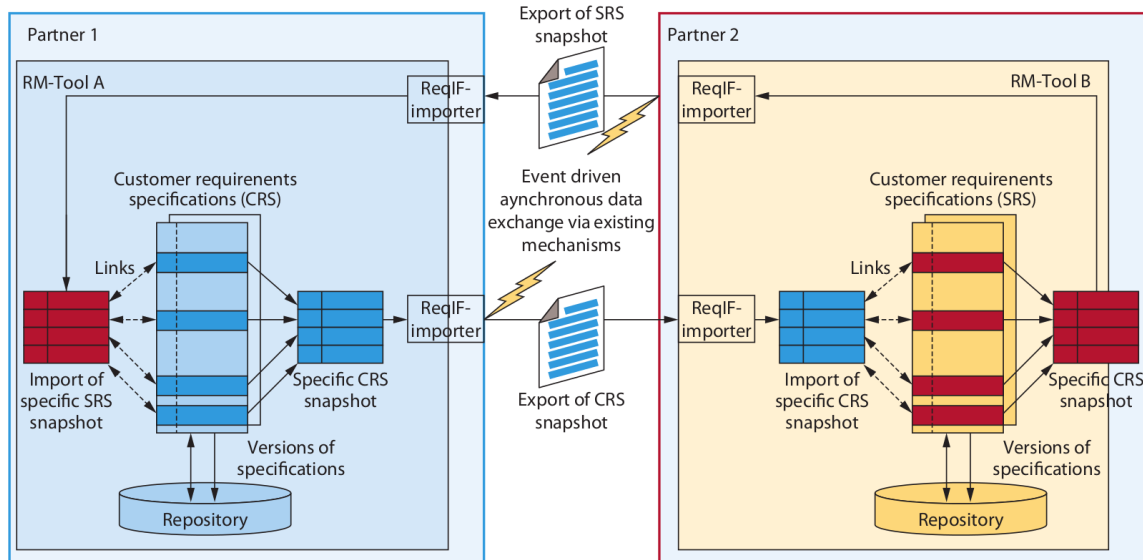 Export of SRS
snapshot
Partner 1
Partner 2
RM-Tool A
ReqIF-
importer
ReqIF-
importer
RM-Tool B
Customer requirenents
specifications (CRS)
Event driven
aynchronous data
exchange via existing
mechanisms
Customer requirenents
specifications (SRS)
Links
Links
ReqIF-
importer
ReqIF-
importer
Import of
specific SRS
snapshot
Specific CRS
snapshot
Export of CRS
snapshot
Import of
specific CRS
snapshot
Specific CRS
snapshot
Versions of
specifications
Versions of
specifications
Repository
Repository